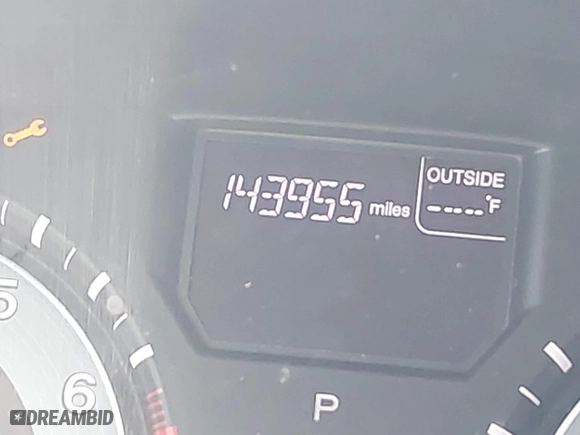 OUTSIDE
143955 miles -----°F
5
6
P
DREAMBID